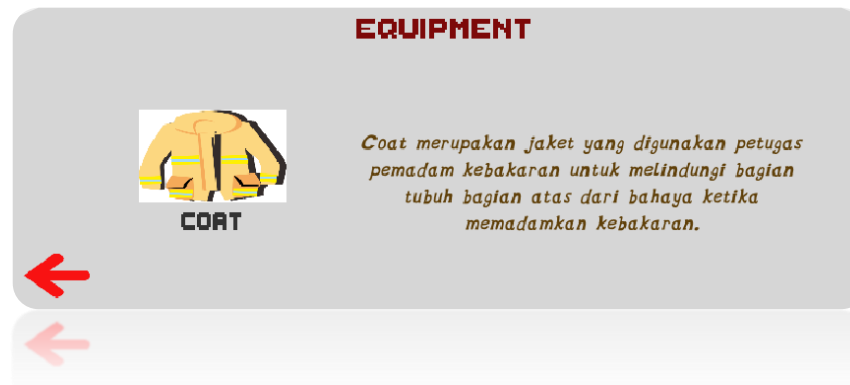 EQUIPMENT
Coat merupakan jaket yang digunakan petugas
pemadam kebakaran untuk melindungi bagian
tubuh bagian atas dari bahaya ketika
memadamkan kebakaran.
COAT